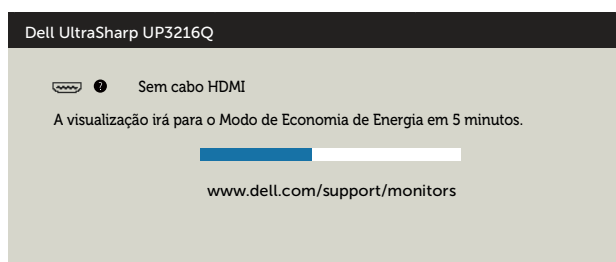 Dell UltraSharp UP3216Q
? Sem cabo HDMI
A visualização irá para o Modo de Economia de Energia em 5 minutos.
www.dell.com/support/monitors